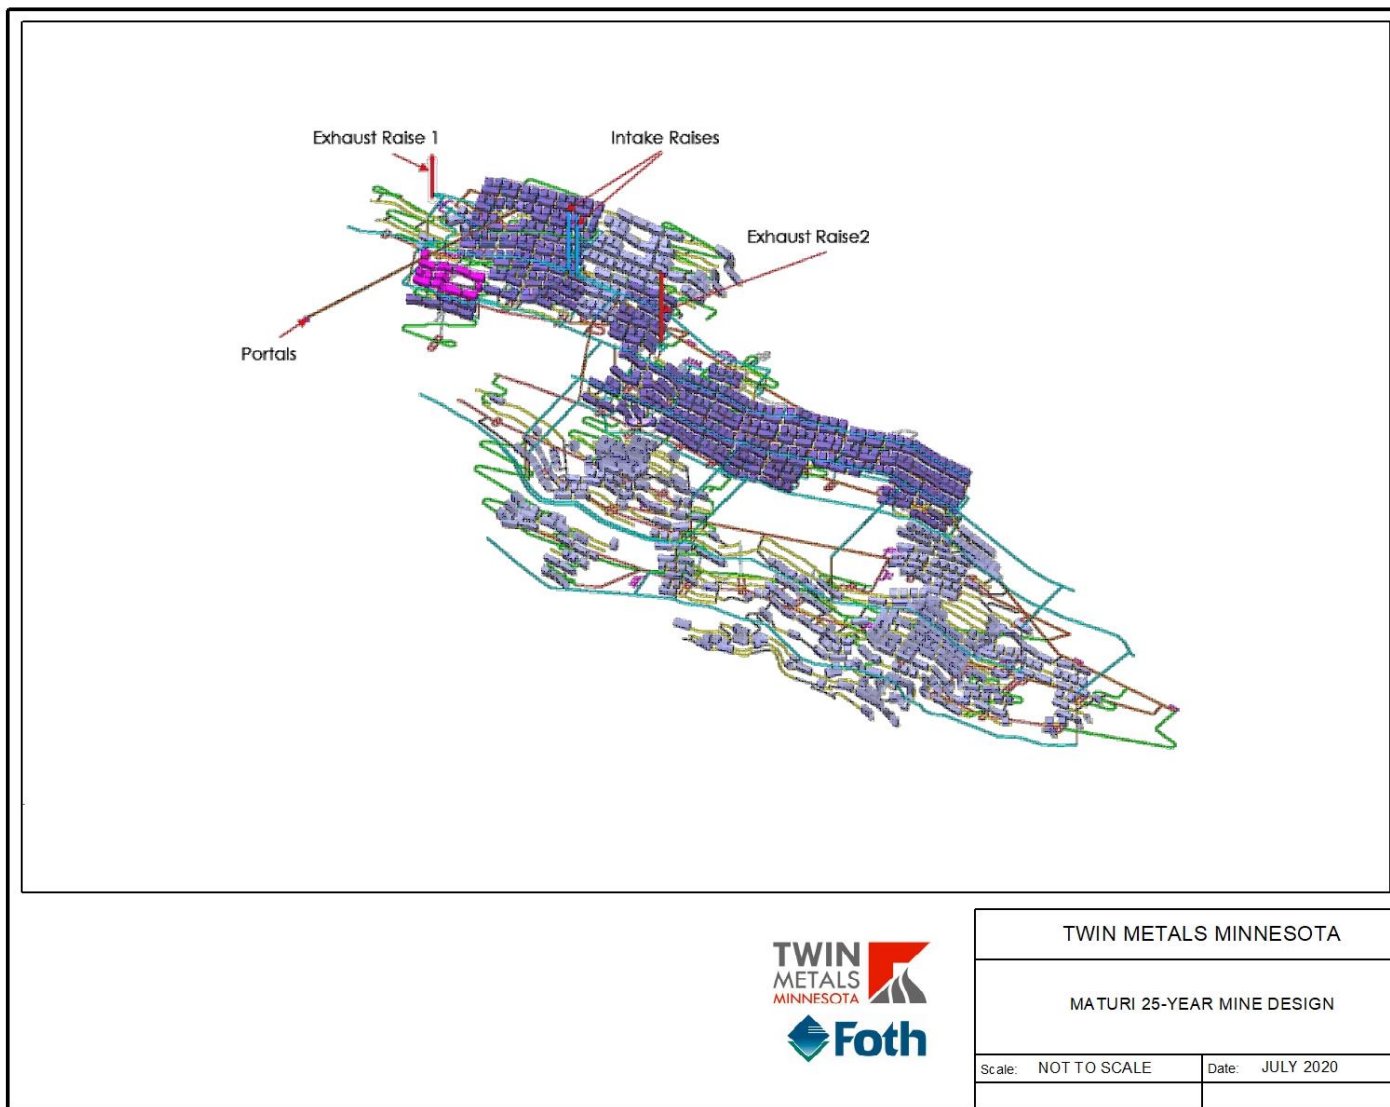 Exhaust Raise 1
Intake Raises
Exhaust Raise2
Portals
TWIN
METALS
MINNESOTA
Foth
TWIN METALS MINNESOTA
MATURI 25-YEAR MINE DESIGN
Scale: NOT TO SCALE
Date: JULY 2020